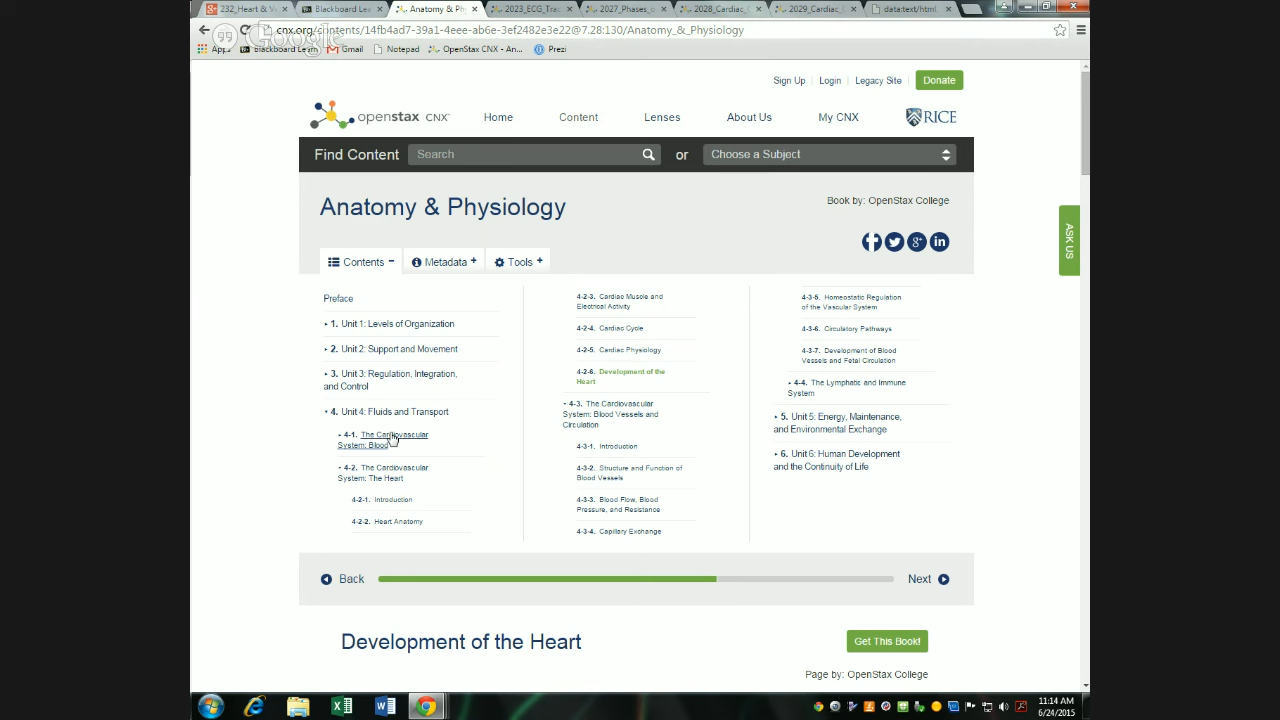 232_Heart & V
Blackboard Lea
Anatomy & Ph
2023_ECG_Trac
2027_Phases_o
2028_Cardiac_C
2029_Cardiac_
data:text/html,
cnx.org/contents/14fb4ad7-39a1-4eee-ab6e-3ef2482e3e22@7.28:130/Anatomy_&_Physiology
Google
Apps
Blackboard Learn
Gmail
Notepad
OpenStax CNX - An...
Prezi
Sign Up
Login
Legacy Site
Donate
openstax CNX
Home
Content
Lenses
About Us
My CNX
RICE
Find Content
Search
or
Choose a Subject
Anatomy & Physiology
Book by: OpenStax College
ASK US
Contents -
Metadata +
Tools +
Preface
1. Unit 1: Levels of Organization
2. Unit 2: Support and Movement
3. Unit 3: Regulation, Integration,
and Control
4. Unit 4: Fluids and Transport
4-1. The Cardiovascular
System: Blood
4-2. The Cardiovascular
System: The Heart
4-2-1. Introduction
4-2-2. Heart Anatomy
4-2-3. Cardiac Muscle and
Electrical Activity
4-2-4. Cardiac Cycle
4-2-5. Cardiac Physiology
4-2-6. Development of the
Heart
4-3. The Cardiovascular
System: Blood Vessels and
Circulation
4-3-1. Introduction
4-3-2. Structure and Function of
Blood Vessels
4-3-3. Blood Flow, Blood
Pressure, and Resistance
4-3-4. Capillary Exchange
4-3-5. Homeostatic Regulation
of the Vascular System
4-3-6. Circulatory Pathways
4-3-7. Development of Blood
Vessels and Fetal Circulation
4-4. The Lymphatic and Immune
System
5. Unit 5: Energy, Maintenance,
and Environmental Exchange
6. Unit 6: Human Development
and the Continuity of Life
Back
Next
Development of the Heart
Get This Book!
Page by: OpenStax College
11:14 AM
6/24/2015